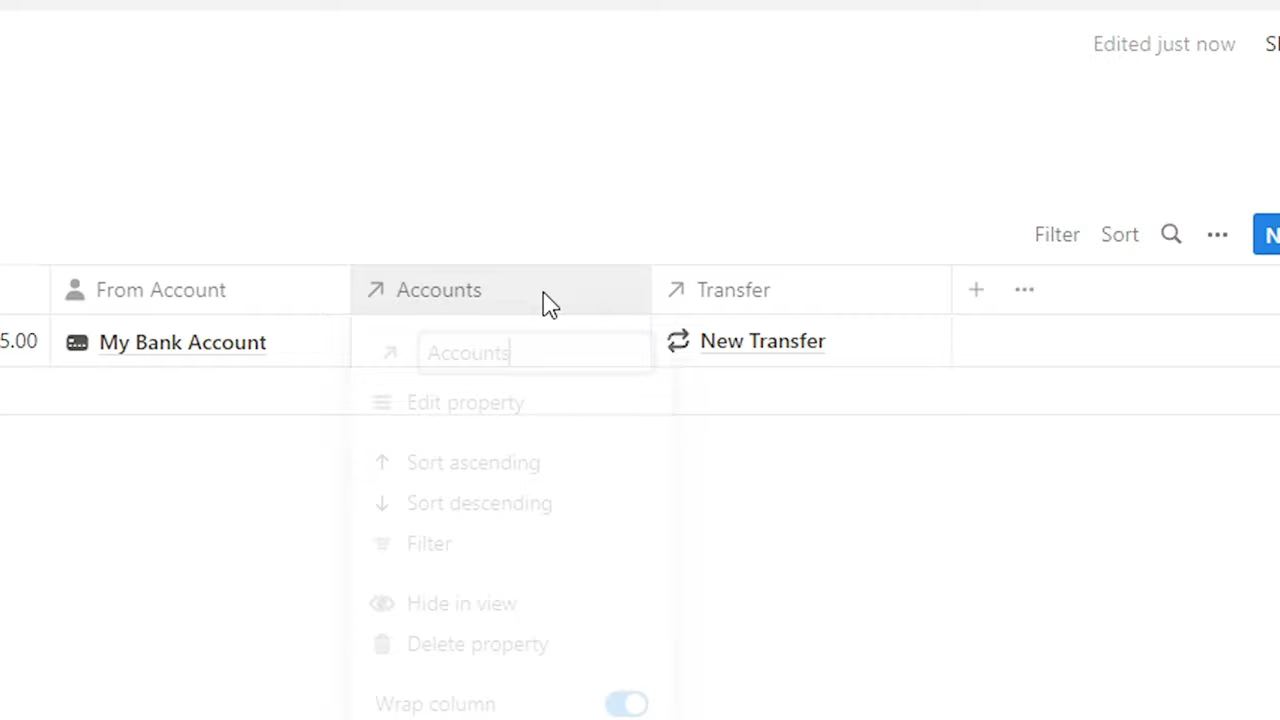 Edited just now
Filter Sort
From Account Accounts Transfer
5.00 My Bank Account Accounts New Transfer
Edit property
Sort ascending
Sort descending
Filter
Hide in view
Delete property
Wrap column